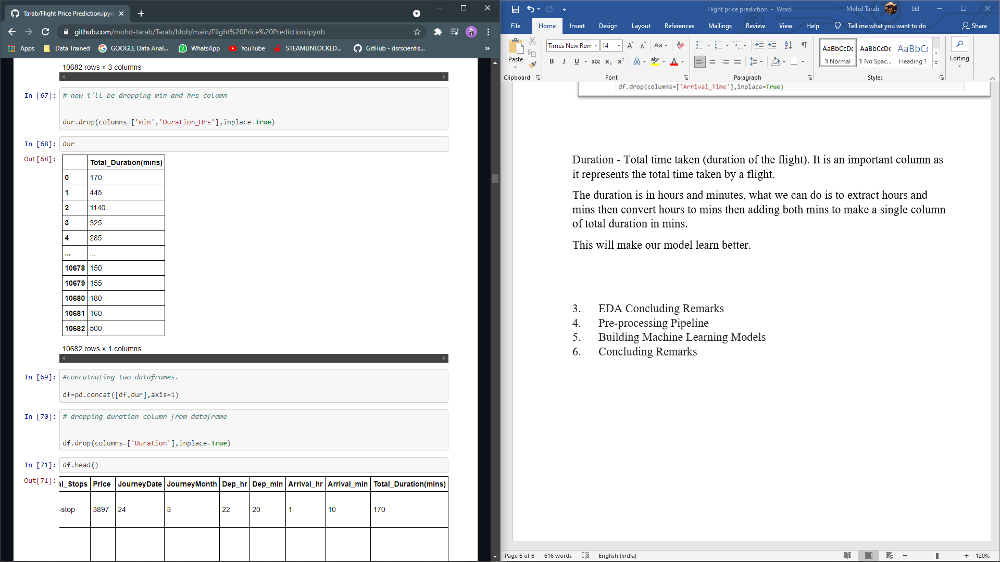 Tarab/Flight Price Prediction.ipyn
github.com/mohd-tarab/Tarab/blob/main/Flight%20Price%20Prediction.ipynb
Apps
Data Trained
GOOGLE Data Anal...
WhatsApp
YouTube
STEAMUNLOCKED...
GitHub - dsrscientis...
»
10682 rows × 3 columns
In [67]:
# now i'll be dropping min and hrs column
dur.drop(columns=['min','Duration_Hrs'],inplace=True)
In [68]:
dur
Out[68]:
Total_Duration(mins)
0 170
1 445
2 1140
3 325
4 285
... ...
10678 150
10679 155
10680 180
10681 160
10682 500
10682 rows × 1 columns
In [69]:
#concatnating two dataframes.
df=pd.concat([df,dur],axis=1)
In [70]:
# dropping duration column from dataframe
df.drop(columns=['Duration'],inplace=True)
In [71]:
df.head()
Out[71]:
al_Stops Price JourneyDate JourneyMonth Dep_hr Dep_min Arrival_hr Arrival_min Total_Duration(mins)
-stop 3897 24 3 22 20 1 10 170
Flight price prediction - Word
Mohd Tarab
File Home Insert Design Layout References Mailings Review View Help Tell me what you want to do Share
Paste
Clipboard
Times New Ror
14
Aa
B I U abc x₂ x²
A ab A
Font
Paragraph
AaBbCcDc
¶ Normal
AaBbCcDc
¶ No Spac...
AaBbCc
Heading 1
Styles
Editing
df.drop(columns=['Arrival_Time'],inplace=True)
Duration - Total time taken (duration of the flight). It is an important column as
it represents the total time taken by a flight.
The duration is in hours and minutes, what we can do is to extract hours and
mins then convert hours to mins then adding both mins to make a single column
of total duration in mins.
This will make our model learn better.
3. EDA Concluding Remarks
4. Pre-processing Pipeline
5. Building Machine Learning Models
6. Concluding Remarks
Page 6 of 6
616 words
English (India)
120%